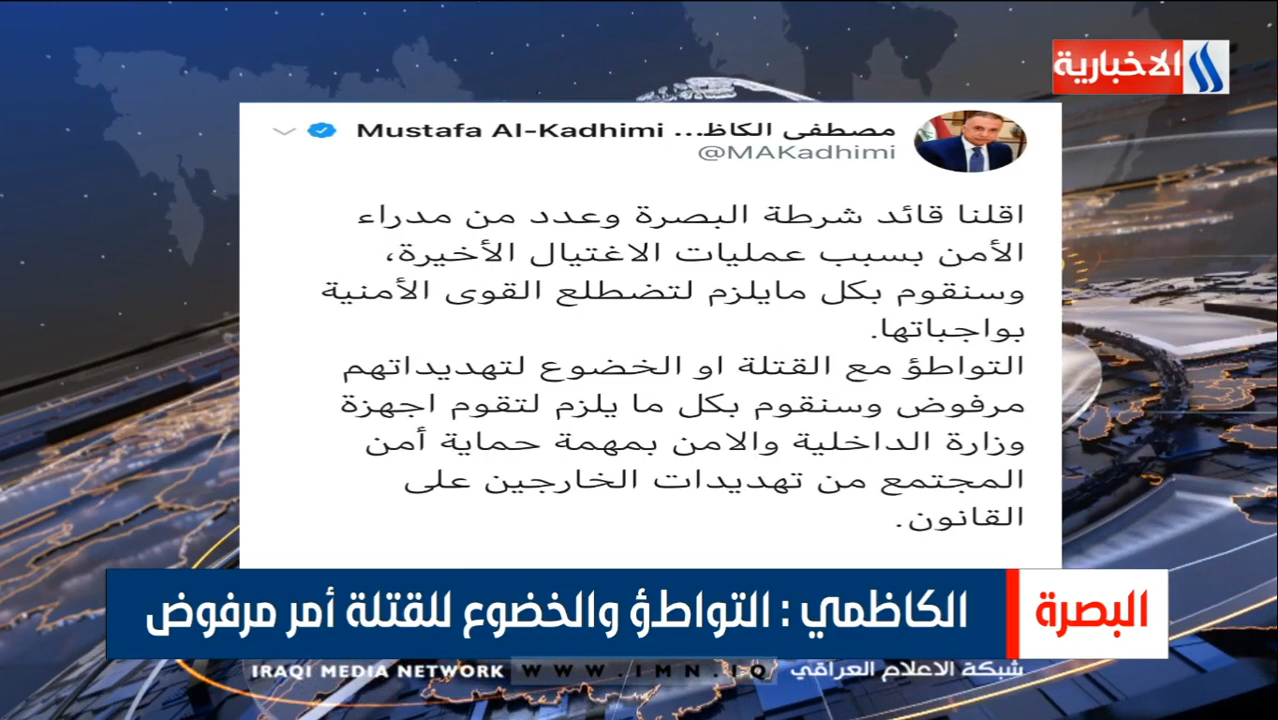 الاخبارية
مصطفى الكاظ... Mustafa Al-Kadhimi
@MAKadhimi
اقلنا قائد شرطة البصرة وعدد من مدراء
الأمن بسبب عمليات الاغتيال الأخيرة،
وسنقوم بكل مايلزم لتضطلع القوى الأمنية
بواجباتها.
التواطؤ مع القتلة او الخضوع لتهديداتهم
مرفوض وسنقوم بكل ما يلزم لتقوم اجهزة
وزارة الداخلية والامن بمهمة حماية أمن
المجتمع من تهديدات الخارجين على
القانون.
البصرة
الكاظمي : التواطؤ والخضوع للقتلة أمر مرفوض
شبكة الاعلام العراقي WWW.IMN.IQ IRAQI MEDIA NETWORK